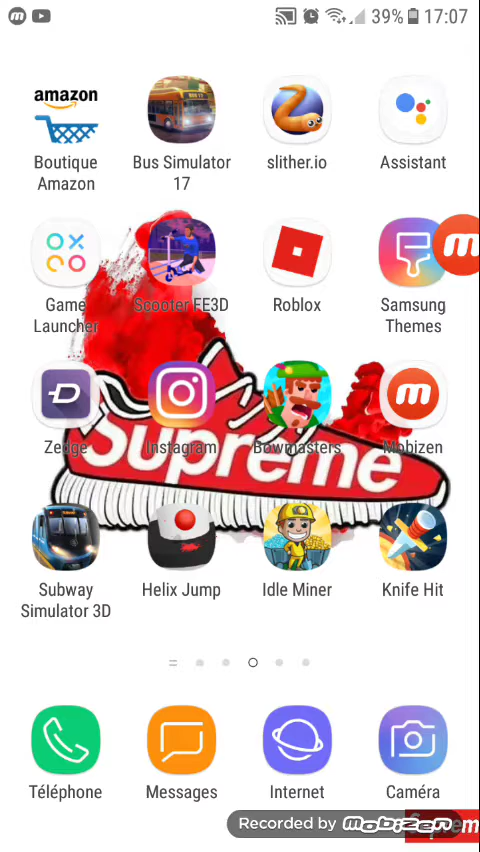 39% 17:07
amazon
Boutique Amazon
Bus Simulator 17
slither.io
Assistant
Game Launcher
Scooter FE3D
Roblox
Samsung Themes
Zedge
Instagram
Bowmasters
Mobizen
Supreme
Subway Simulator 3D
Helix Jump
Idle Miner
Knife Hit
Téléphone
Messages
Internet
Caméra
Recorded by mobizen